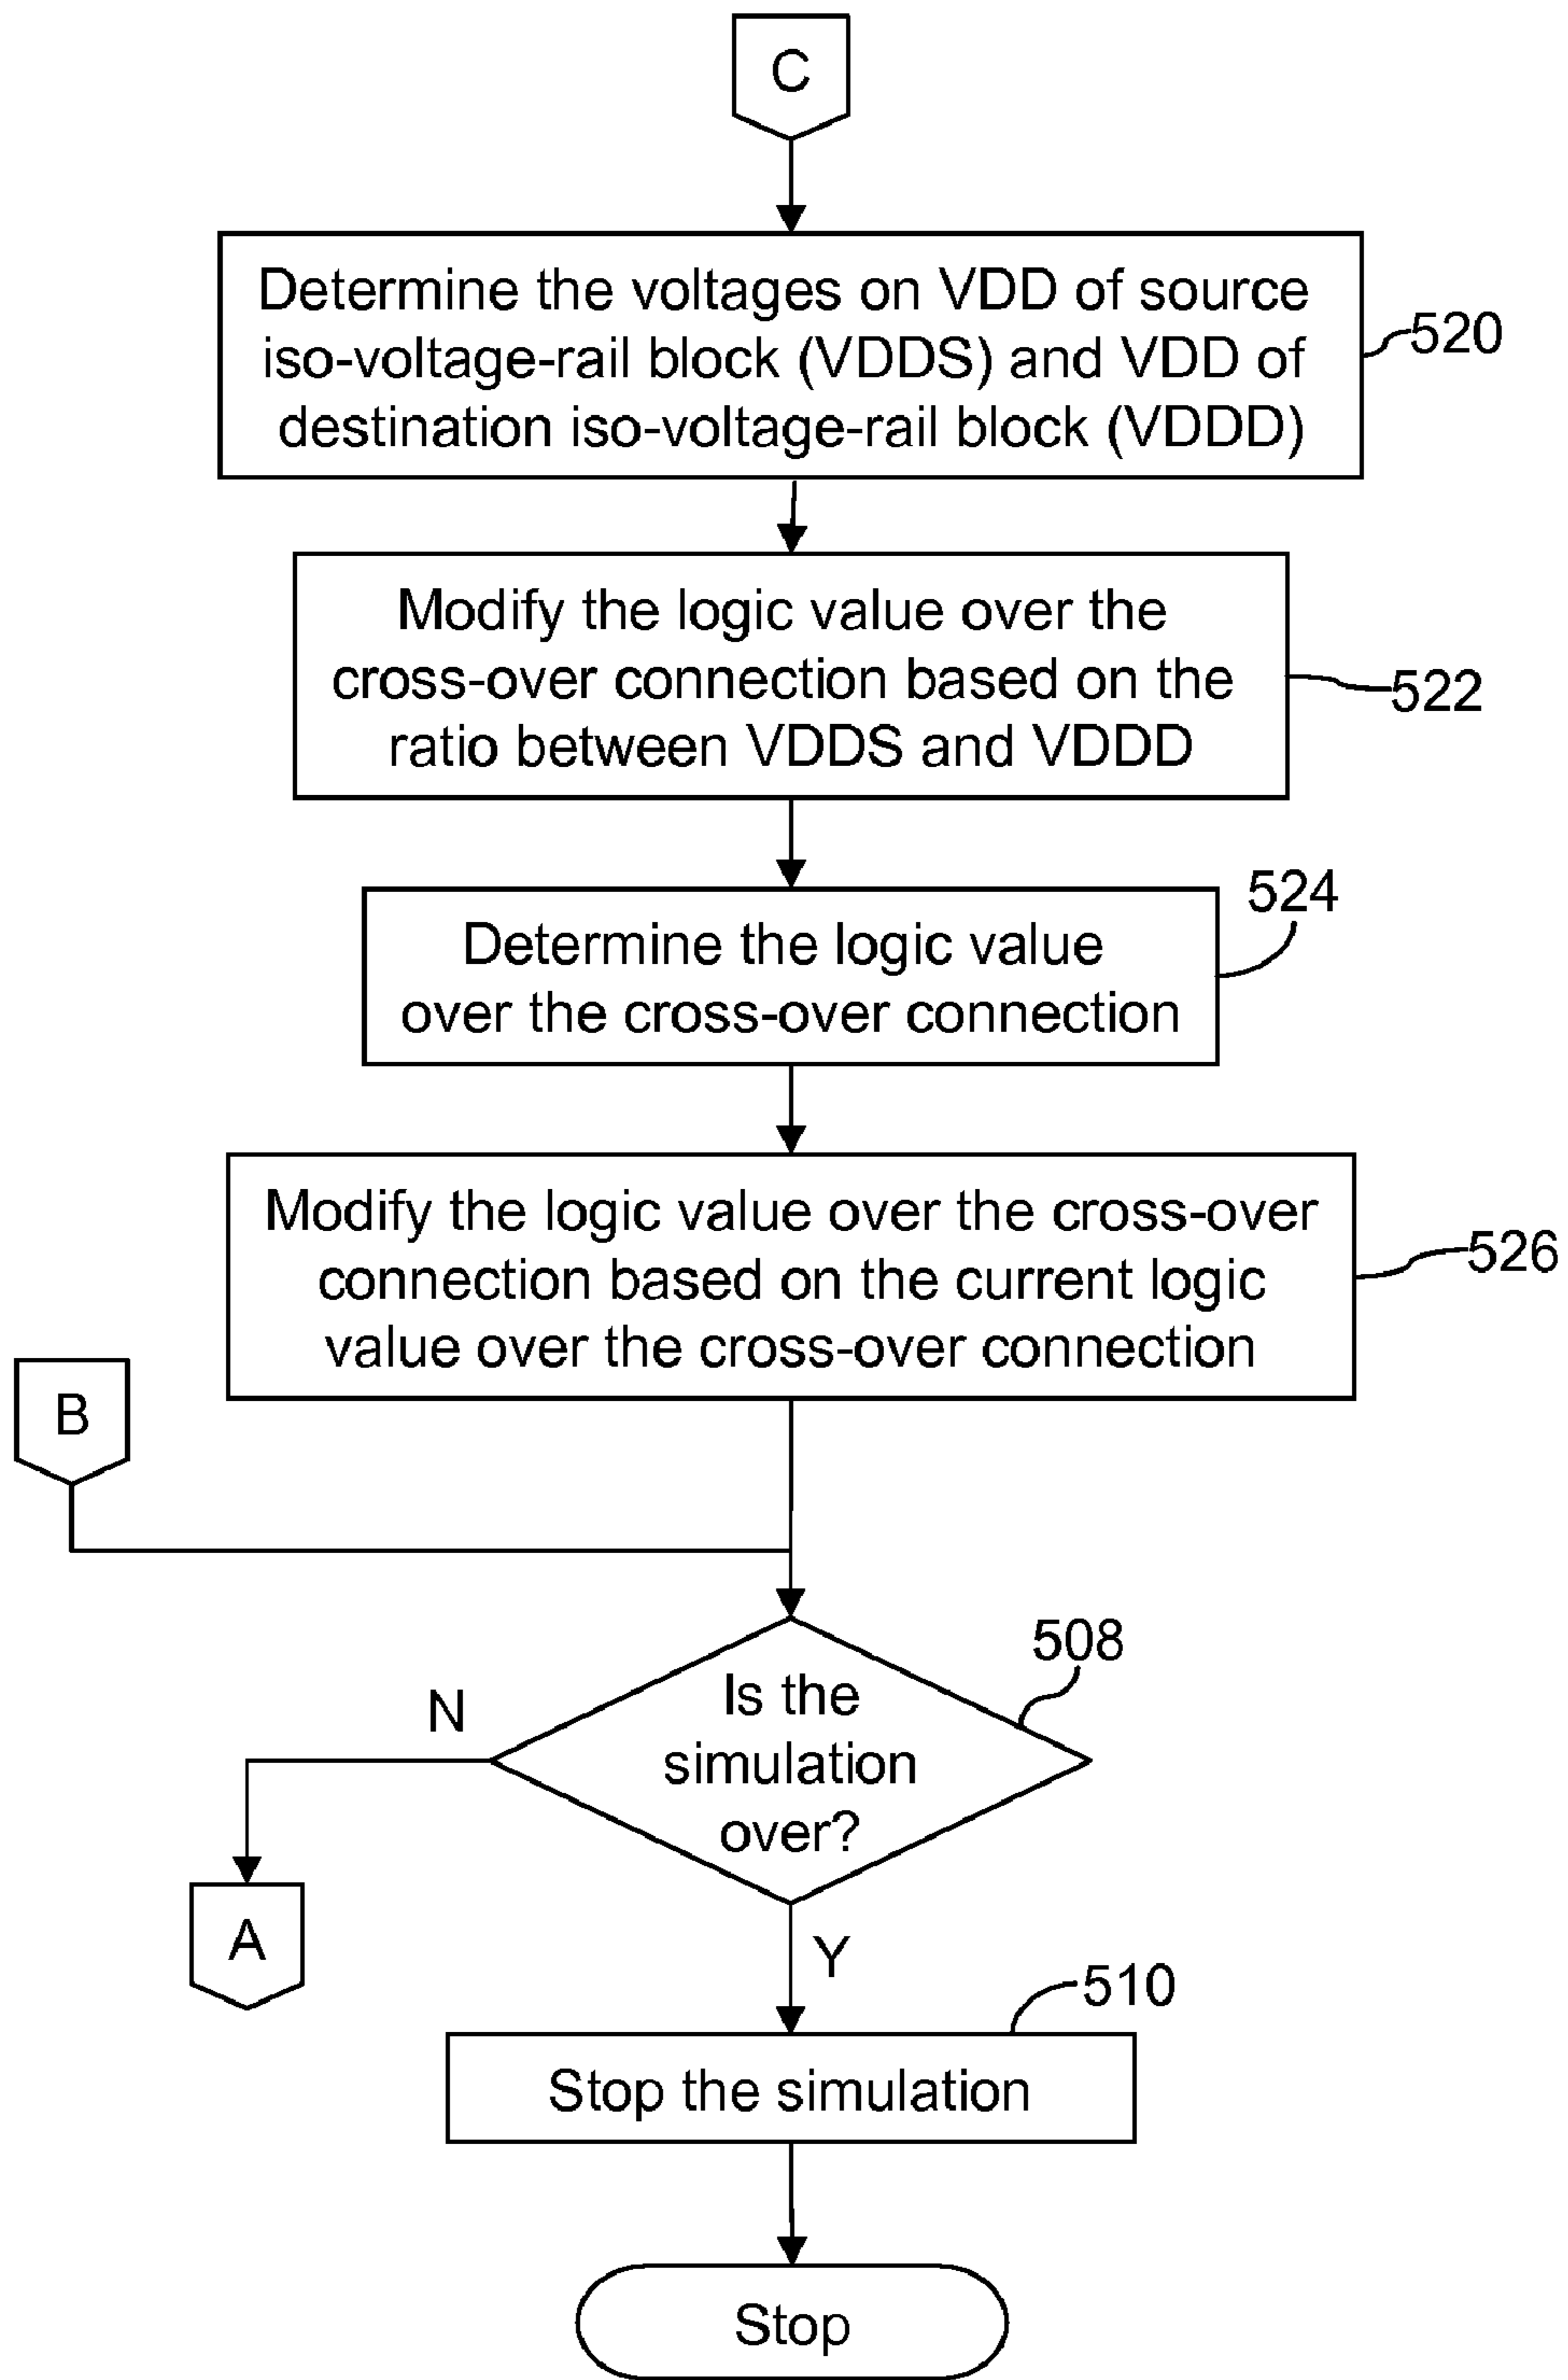 C
Determine the voltages on VDD of source
iso-voltage-rail block (VDDS) and VDD of
destination iso-voltage-rail block (VDDD)
520
Modify the logic value over the
cross-over connection based on the
ratio between VDDS and VDDD
522
524
Determine the logic value
over the cross-over connection
Modify the logic value over the cross-over
connection based on the current logic
value over the cross-over connection
526
B
508
Is the
simulation
over?
N
A
Y
510
Stop the simulation
Stop